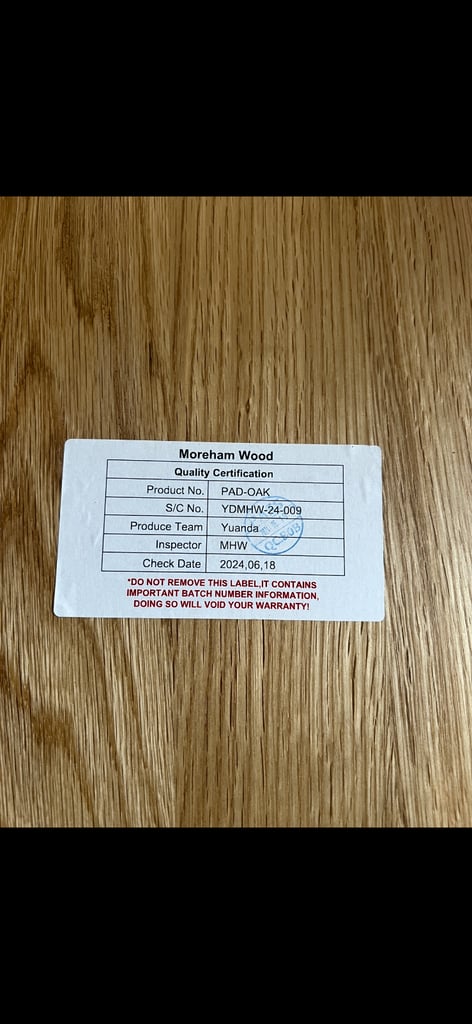 Moreham Wood
Quality Certification
Product No. PAD-OAK
S/C No. YDMHW-24-009
Produce Team Yuanda
Inspector MHW
Check Date 2024,06,18
*DO NOT REMOVE THIS LABEL,IT CONTAINS
IMPORTANT BATCH NUMBER INFORMATION,
DOING SO WILL VOID YOUR WARRANTY!